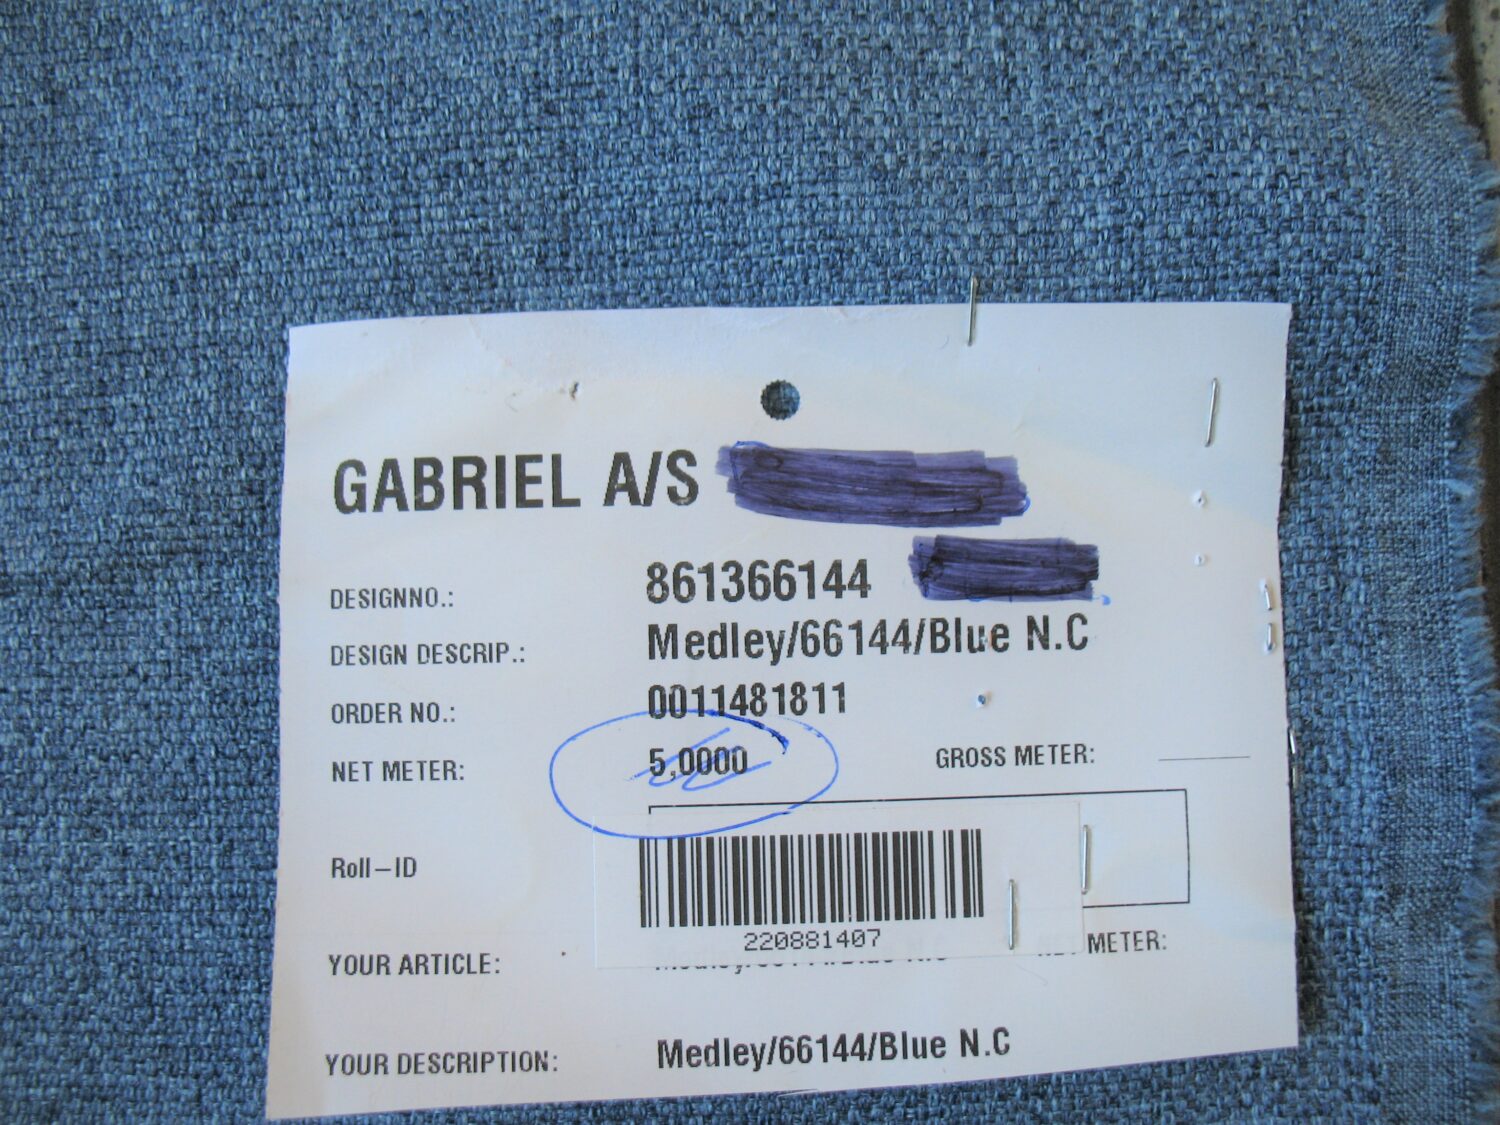 GABRIEL A/S
DESIGNNO.: 861366144
DESIGN DESCRIP.: Medley/66144/Blue N.C
ORDER NO.: 0011481811
NET METER: 5,0000 GROSS METER:
Roll-ID
220881407
YOUR ARTICLE: METER:
YOUR DESCRIPTION: Medley/66144/Blue N.C